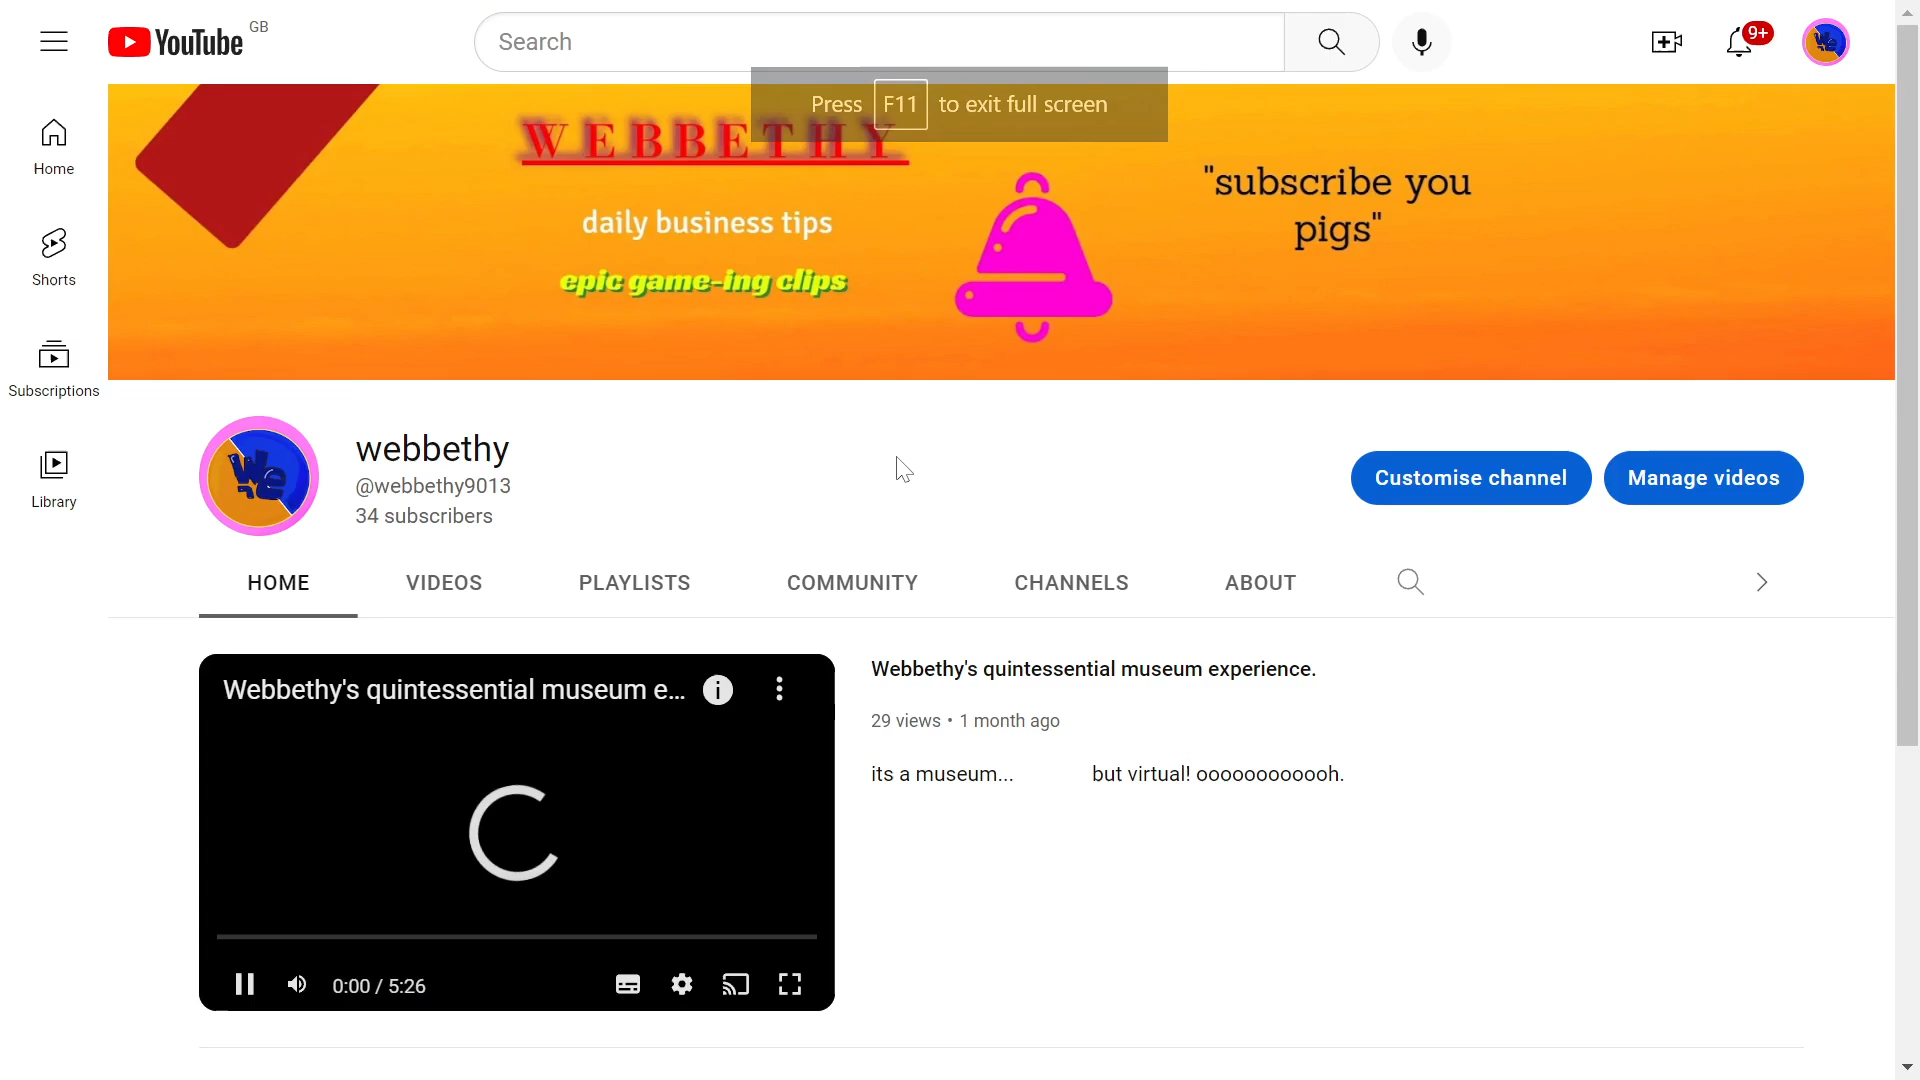 YouTube GB
Search
9+
Press F11 to exit full screen
WEBBETHY
daily business tips
epic game-ing clips
"subscribe you
pigs"
Home
Shorts
Subscriptions
Library
We
webbethy
@webbethy9013
34 subscribers
Customise channel
Manage videos
HOME
VIDEOS
PLAYLISTS
COMMUNITY
CHANNELS
ABOUT
Webbethy's quintessential museum e...
0:00 / 5:26
Webbethy's quintessential museum experience.
29 views • 1 month ago
its a museum... but virtual! oooooooooooh.